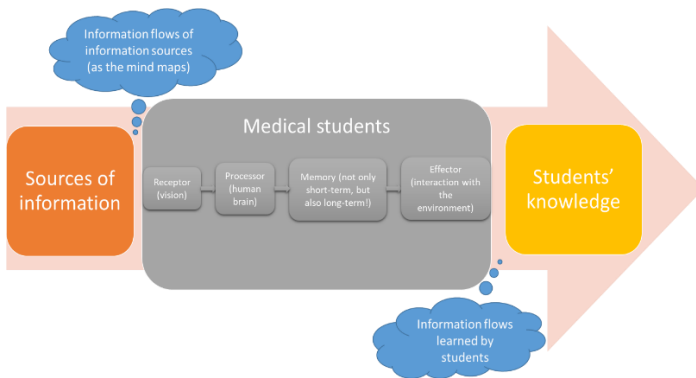 Information flows of
information sources
(as the mind maps)
Medical students
Sources of
information
Receptor
(vision)
Processor
(human
brain)
Memory (not only
short-term, but
also long-term!)
Effector
(interaction with
the
environment)
Students’
knowledge
Information flows
learned by
students